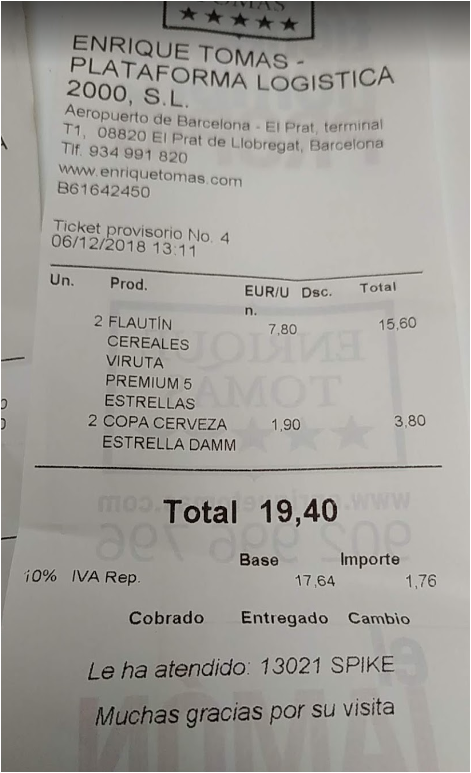 TOMAS
★★★★★
ENRIQUE TOMAS -
PLATAFORMA LOGISTICA
2000, S.L.
Aeropuerto de Barcelona - El Prat, terminal
T1, 08820 El Prat de Llobregat, Barcelona
Tlf. 934 991 820
www.enriquetomas.com
B61642450
Ticket provisorio No. 4
06/12/2018 13:11
Un. Prod. EUR/U Dsc. Total
n.
2 FLAUTÍN 7,80 15,60
CEREALES
VIRUTA
PREMIUM 5
ESTRELLAS
2 COPA CERVEZA 1,90 3,80
ESTRELLA DAMM
Total 19,40
Base Importe
10% IVA Rep. 17,64 1,76
Cobrado Entregado Cambio
Le ha atendido: 13021 SPIKE
Muchas gracias por su visita